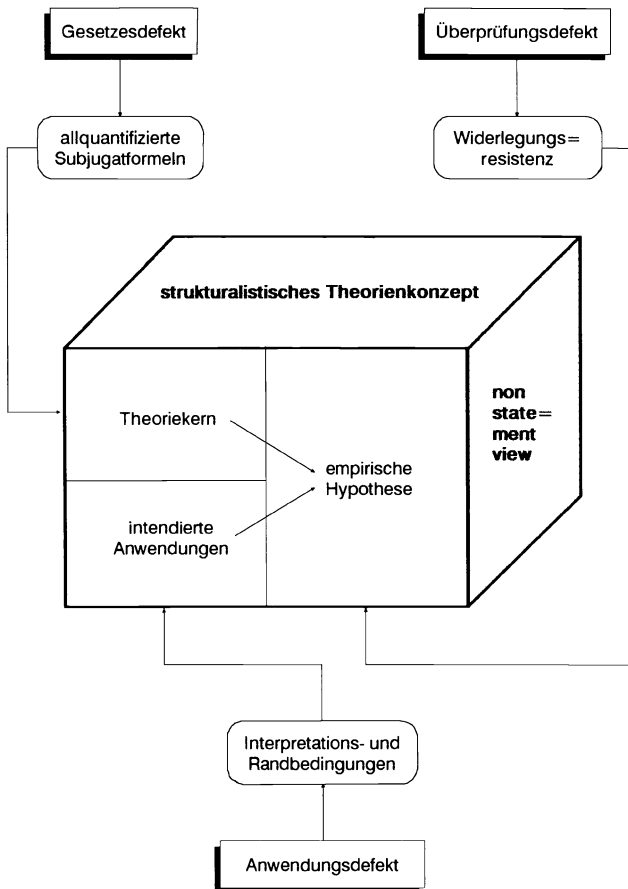 Gesetzesdefekt
Überprüfungsdefekt
allquantifizierte
Subjugatformeln
Widerlegungs=
resistenz
strukturalistisches Theorienkonzept
non
state=
ment
view
Theoriekern
empirische
Hypothese
intendierte
Anwendungen
Interpretations- und
Randbedingungen
Anwendungsdefekt